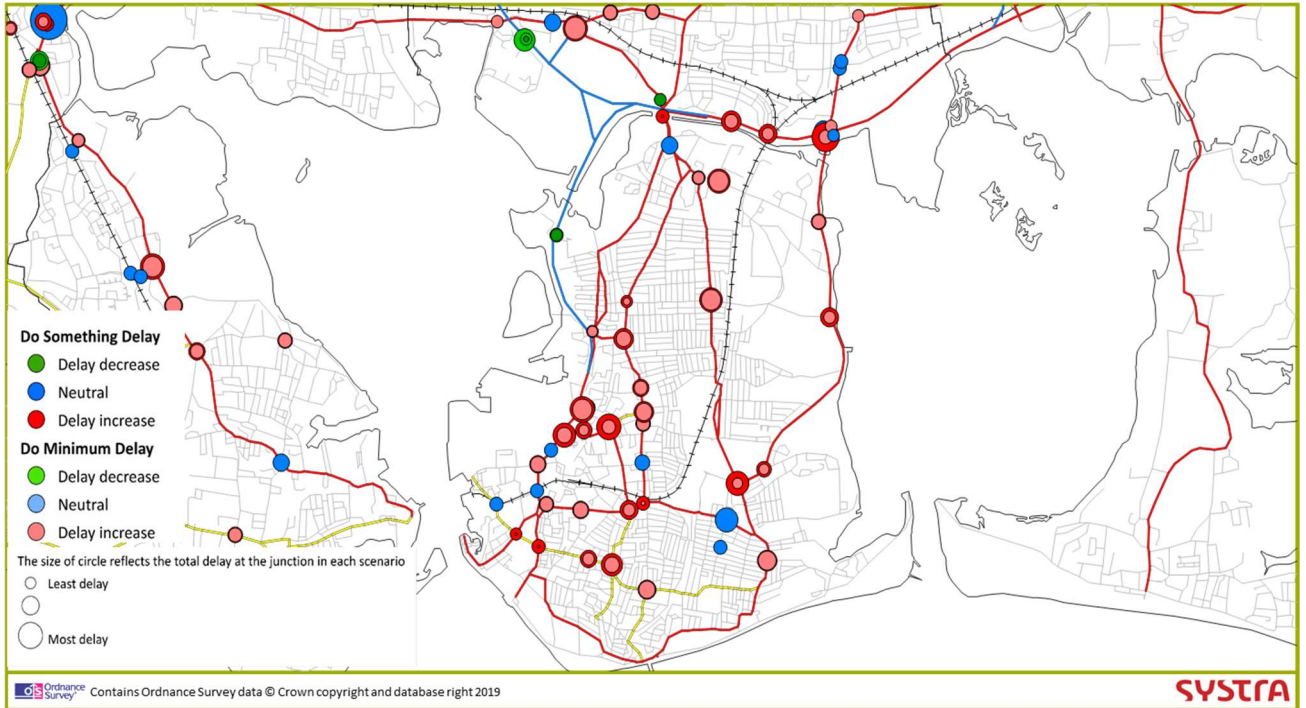 Do Something Delay
Delay decrease
Neutral
Delay increase
Do Minimum Delay
Delay decrease
Neutral
Delay increase
The size of circle reflects the total delay at the junction in each scenario
Least delay
Most delay
OS Ordnance
Survey
Contains Ordnance Survey data © Crown copyright and database right 2019
SYSTRA